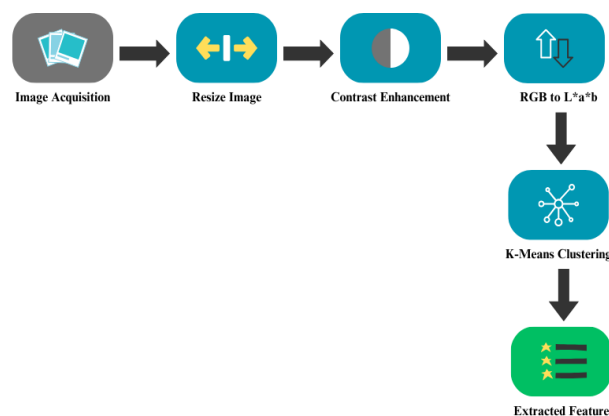 Image Acquisition
Resize Image
Contrast Enhancement
RGB to L*a*b
K-Means Clustering
Extracted Feature